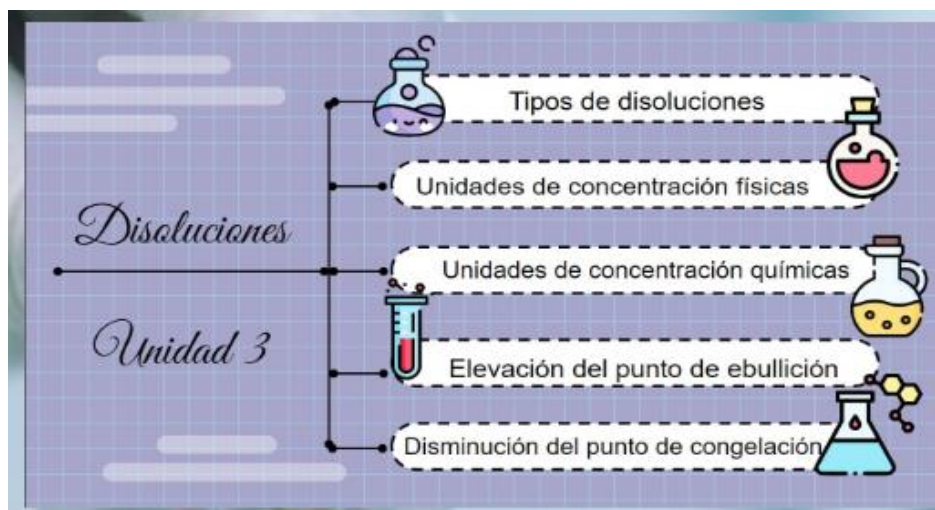 Disoluciones
Unidad 3
Tipos de disoluciones
Unidades de concentración físicas
Unidades de concentración químicas
Elevación del punto de ebullición
Disminución del punto de congelación